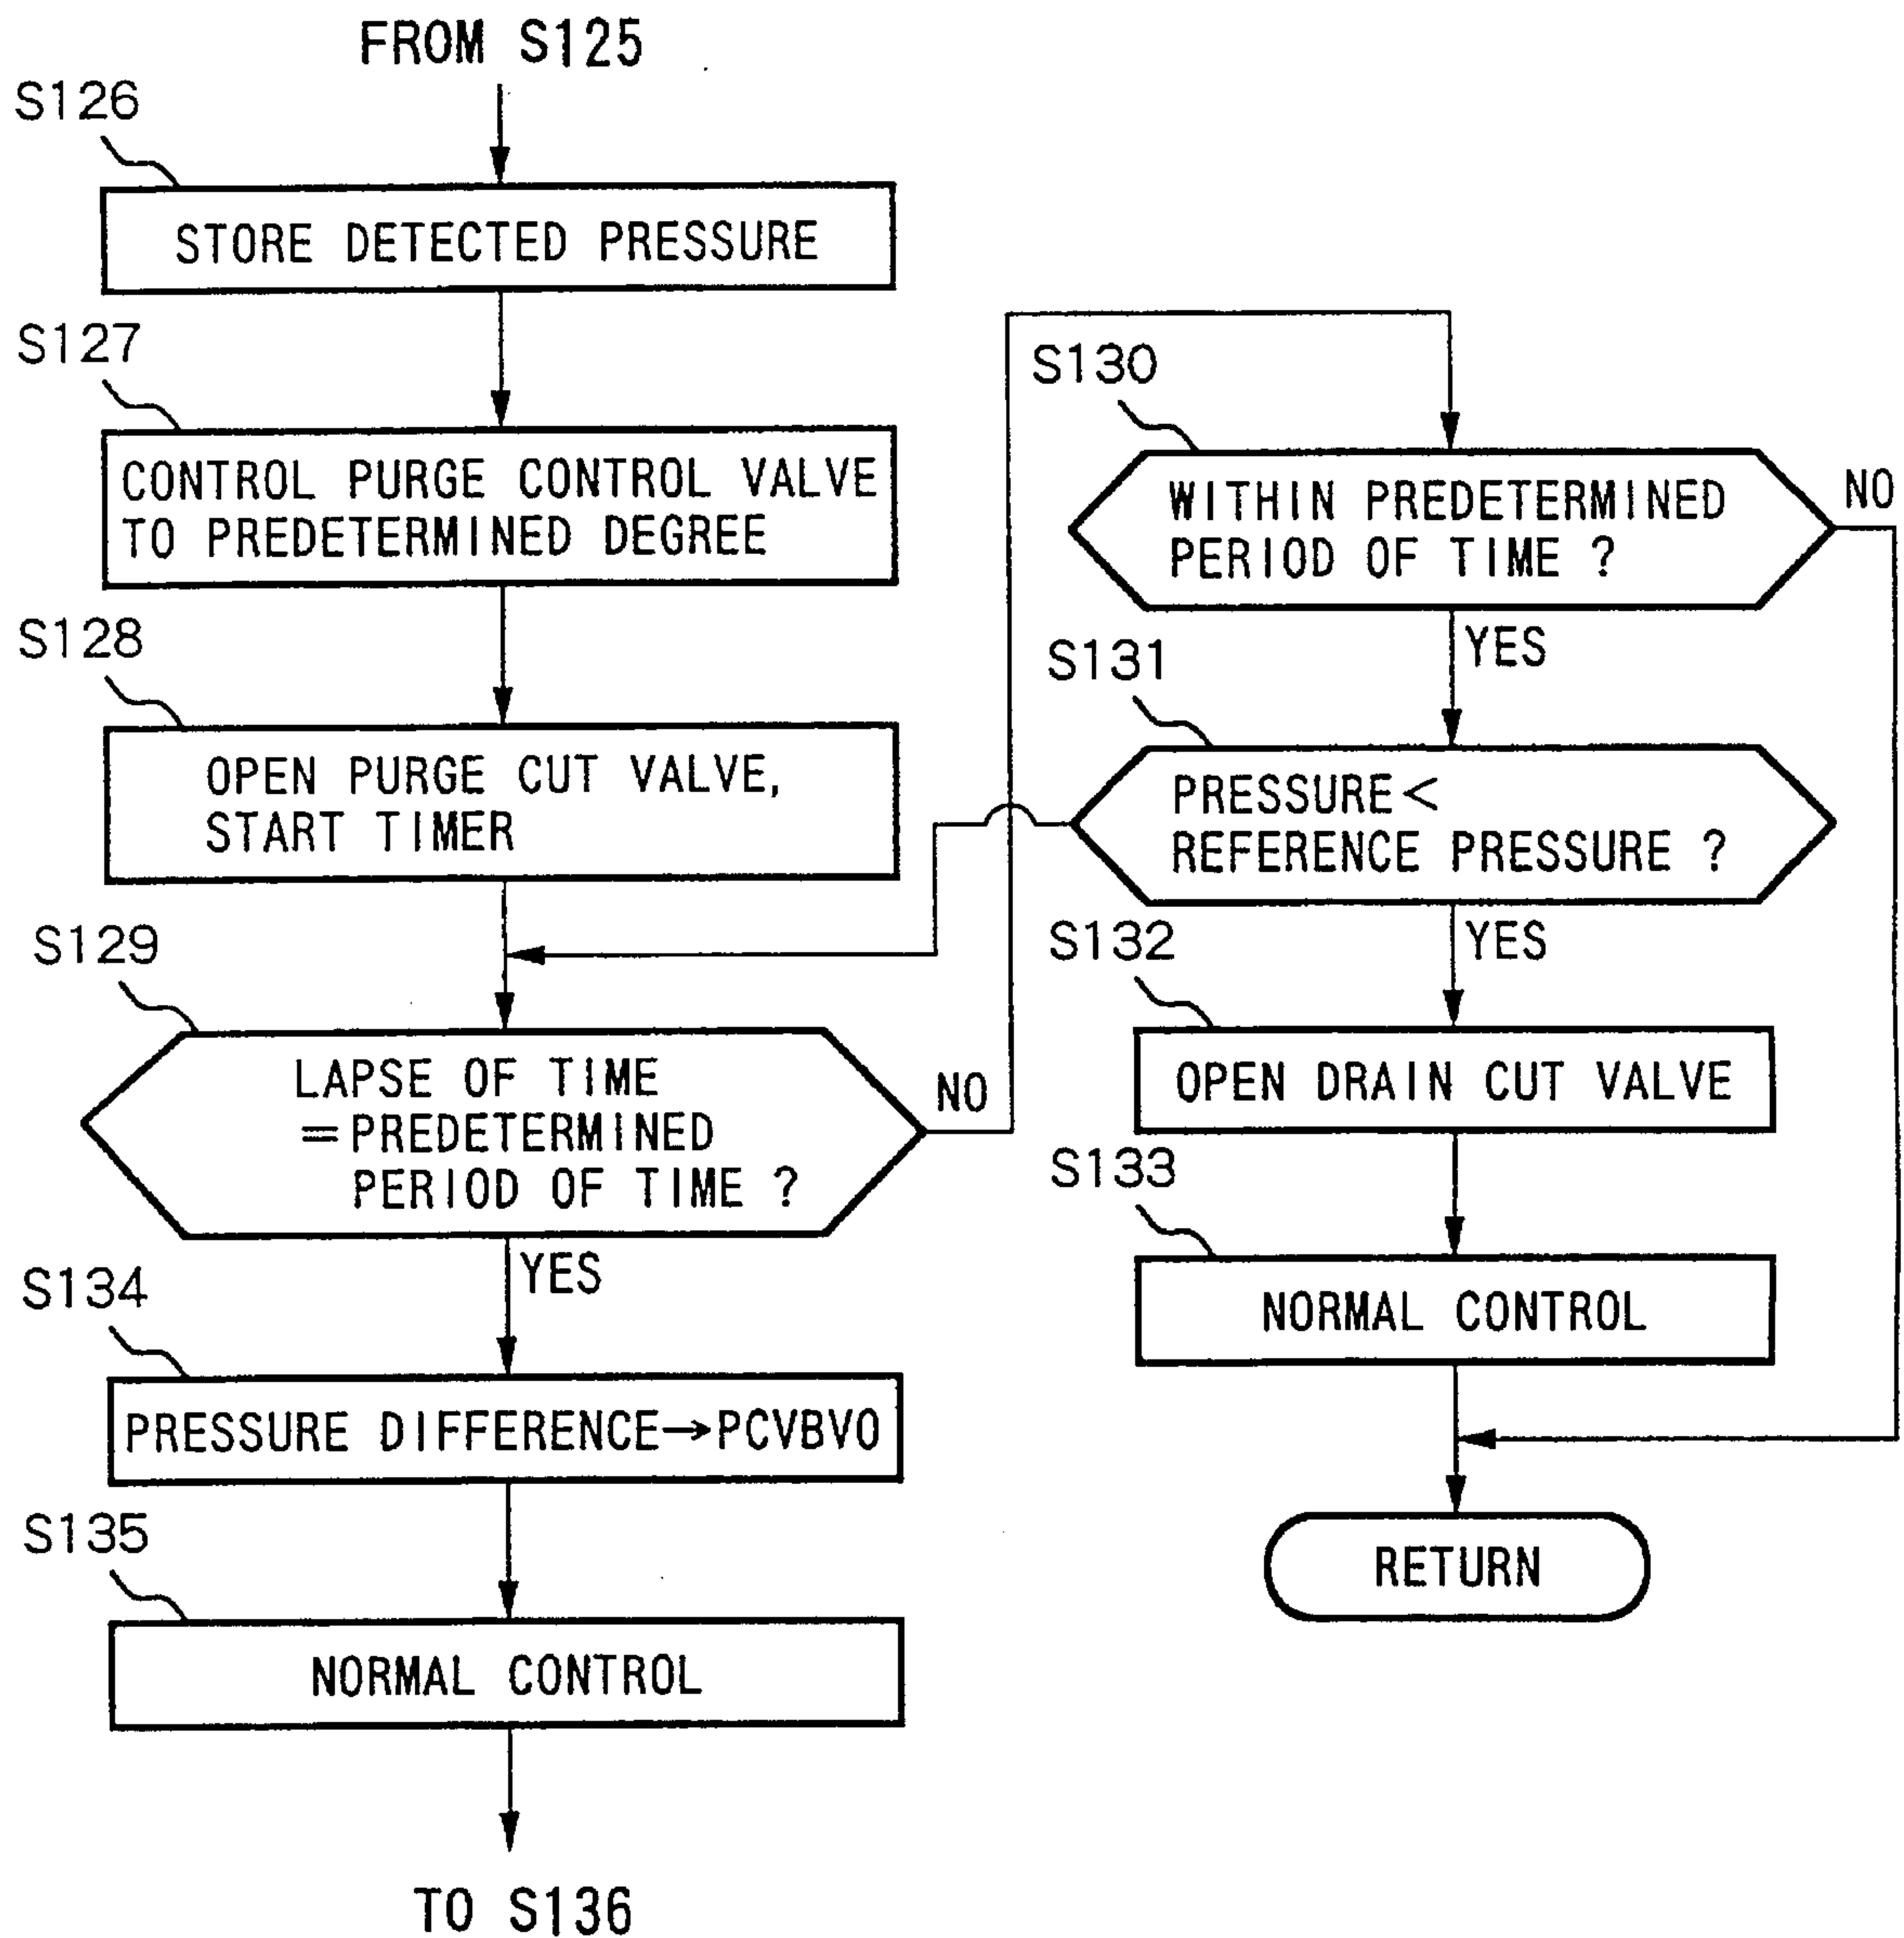 FROM S125
S126
STORE DETECTED PRESSURE
S127
CONTROL PURGE CONTROL VALVE
TO PREDETERMINED DEGREE
S128
OPEN PURGE CUT VALVE,
START TIMER
S129
LAPSE OF TIME
=PREDETERMINED
PERIOD OF TIME ?
NO
YES
S134
PRESSURE DIFFERENCE→PCVBVO
S135
NORMAL CONTROL
TO S136
S130
WITHIN PREDETERMINED
PERIOD OF TIME ?
NO
YES
S131
PRESSURE<
REFERENCE PRESSURE ?
YES
S132
OPEN DRAIN CUT VALVE
S133
NORMAL CONTROL
RETURN